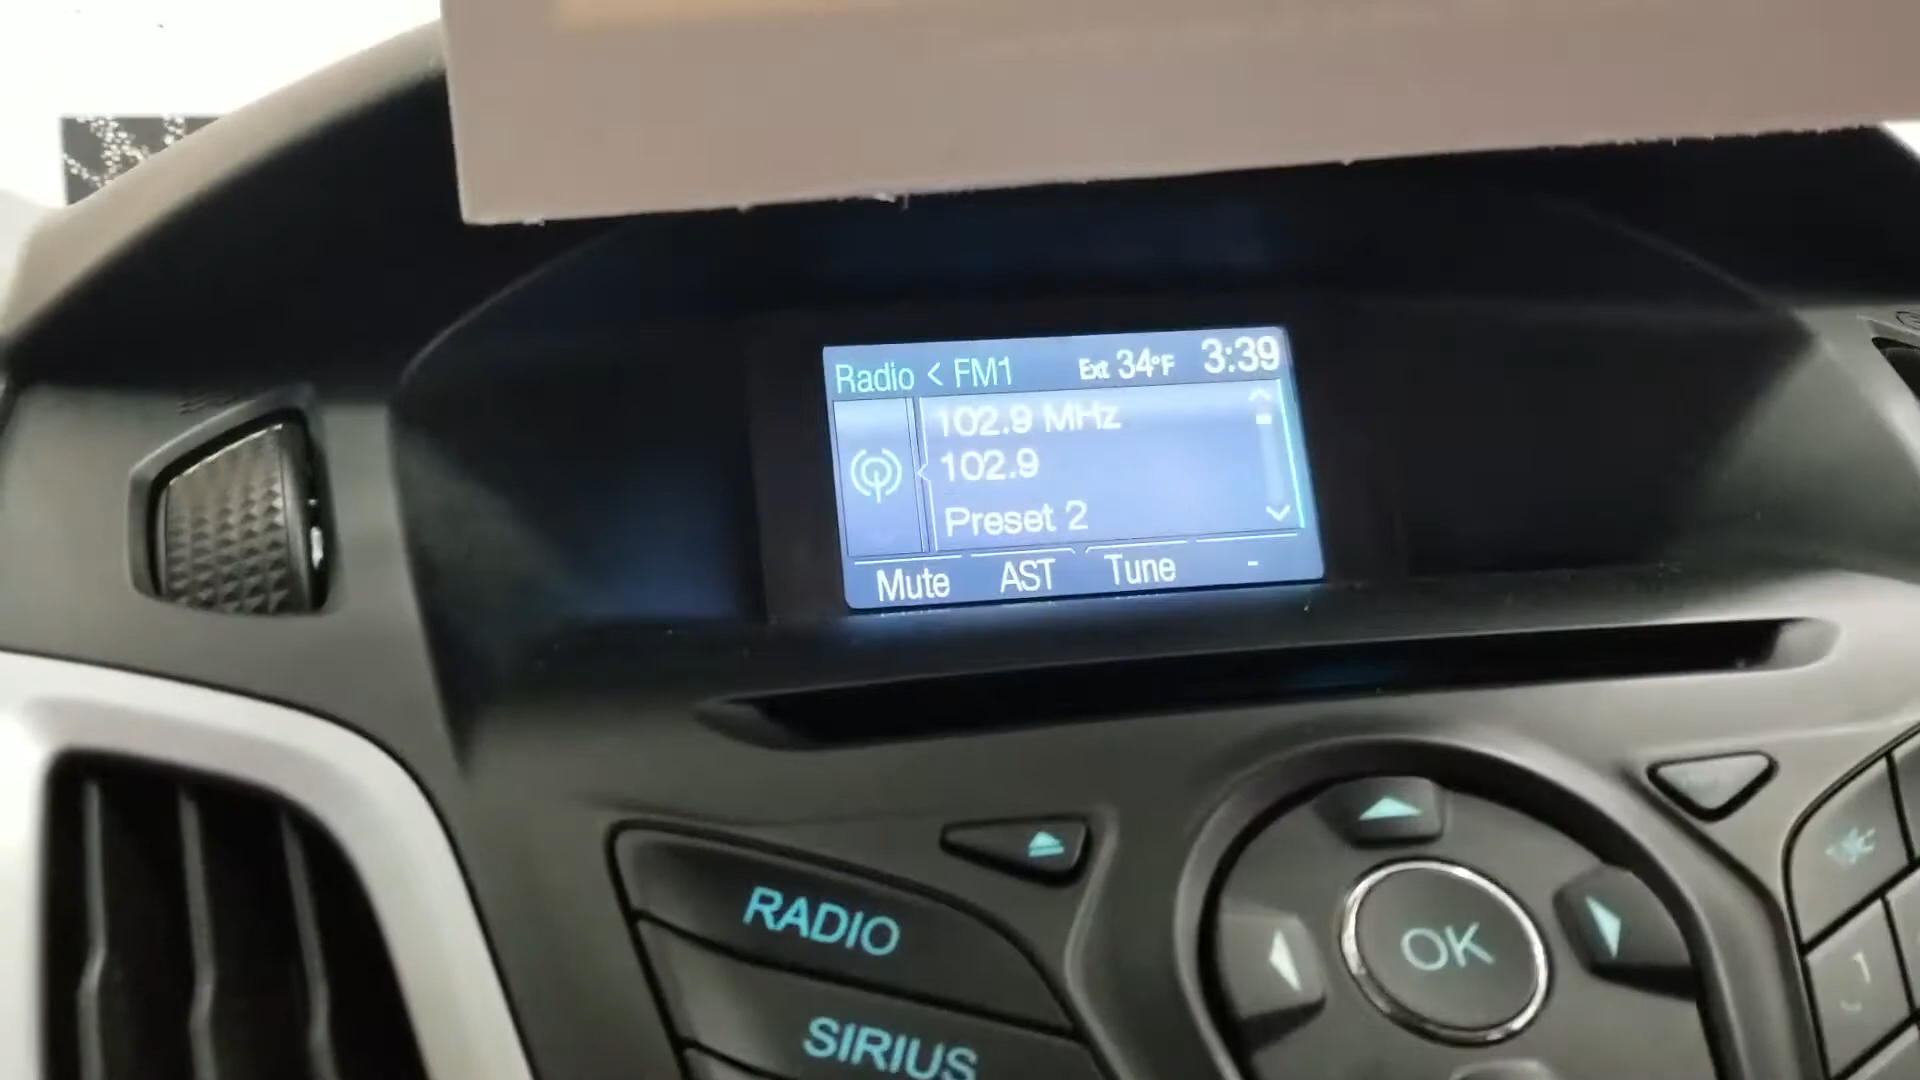 Radio < FM1 Ext 34°F 3:39
102.9 MHz
102.9
Preset 2
Mute AST Tune -
RADIO
OK
SIRIUS